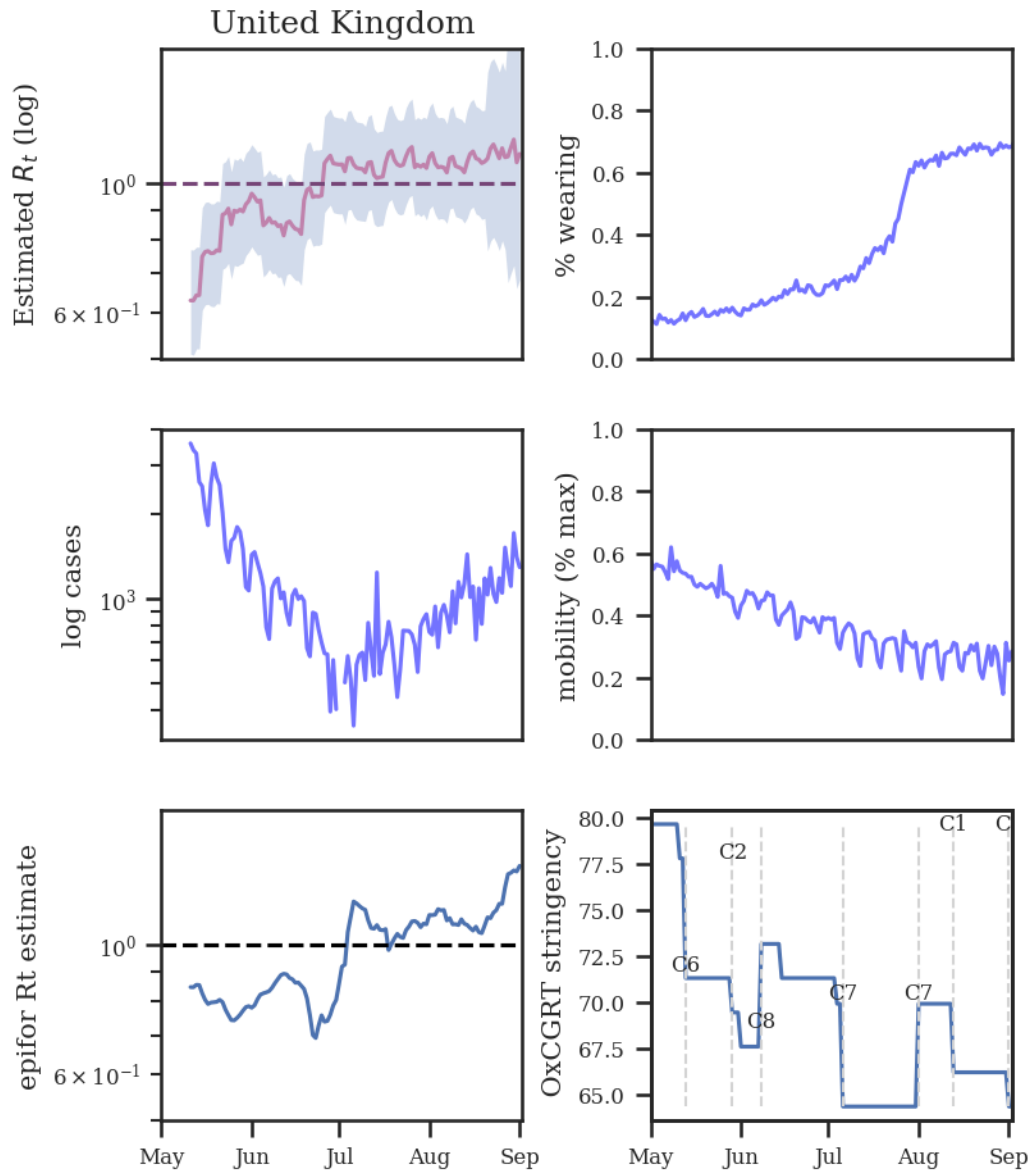 United Kingdom
Estimated R_t (log)
10^0
6 × 10^-1
% wearing
1.0
0.8
0.6
0.4
0.2
0.0
log cases
10^3
mobility (% max)
1.0
0.8
0.6
0.4
0.2
0.0
epifor Rt estimate
10^0
6 × 10^-1
May
Jun
Jul
Aug
Sep
OxCGRT stringency
80.0
77.5
75.0
72.5
70.0
67.5
65.0
C1
C
C2
C6
C7
C7
C8
May
Jun
Jul
Aug
Sep